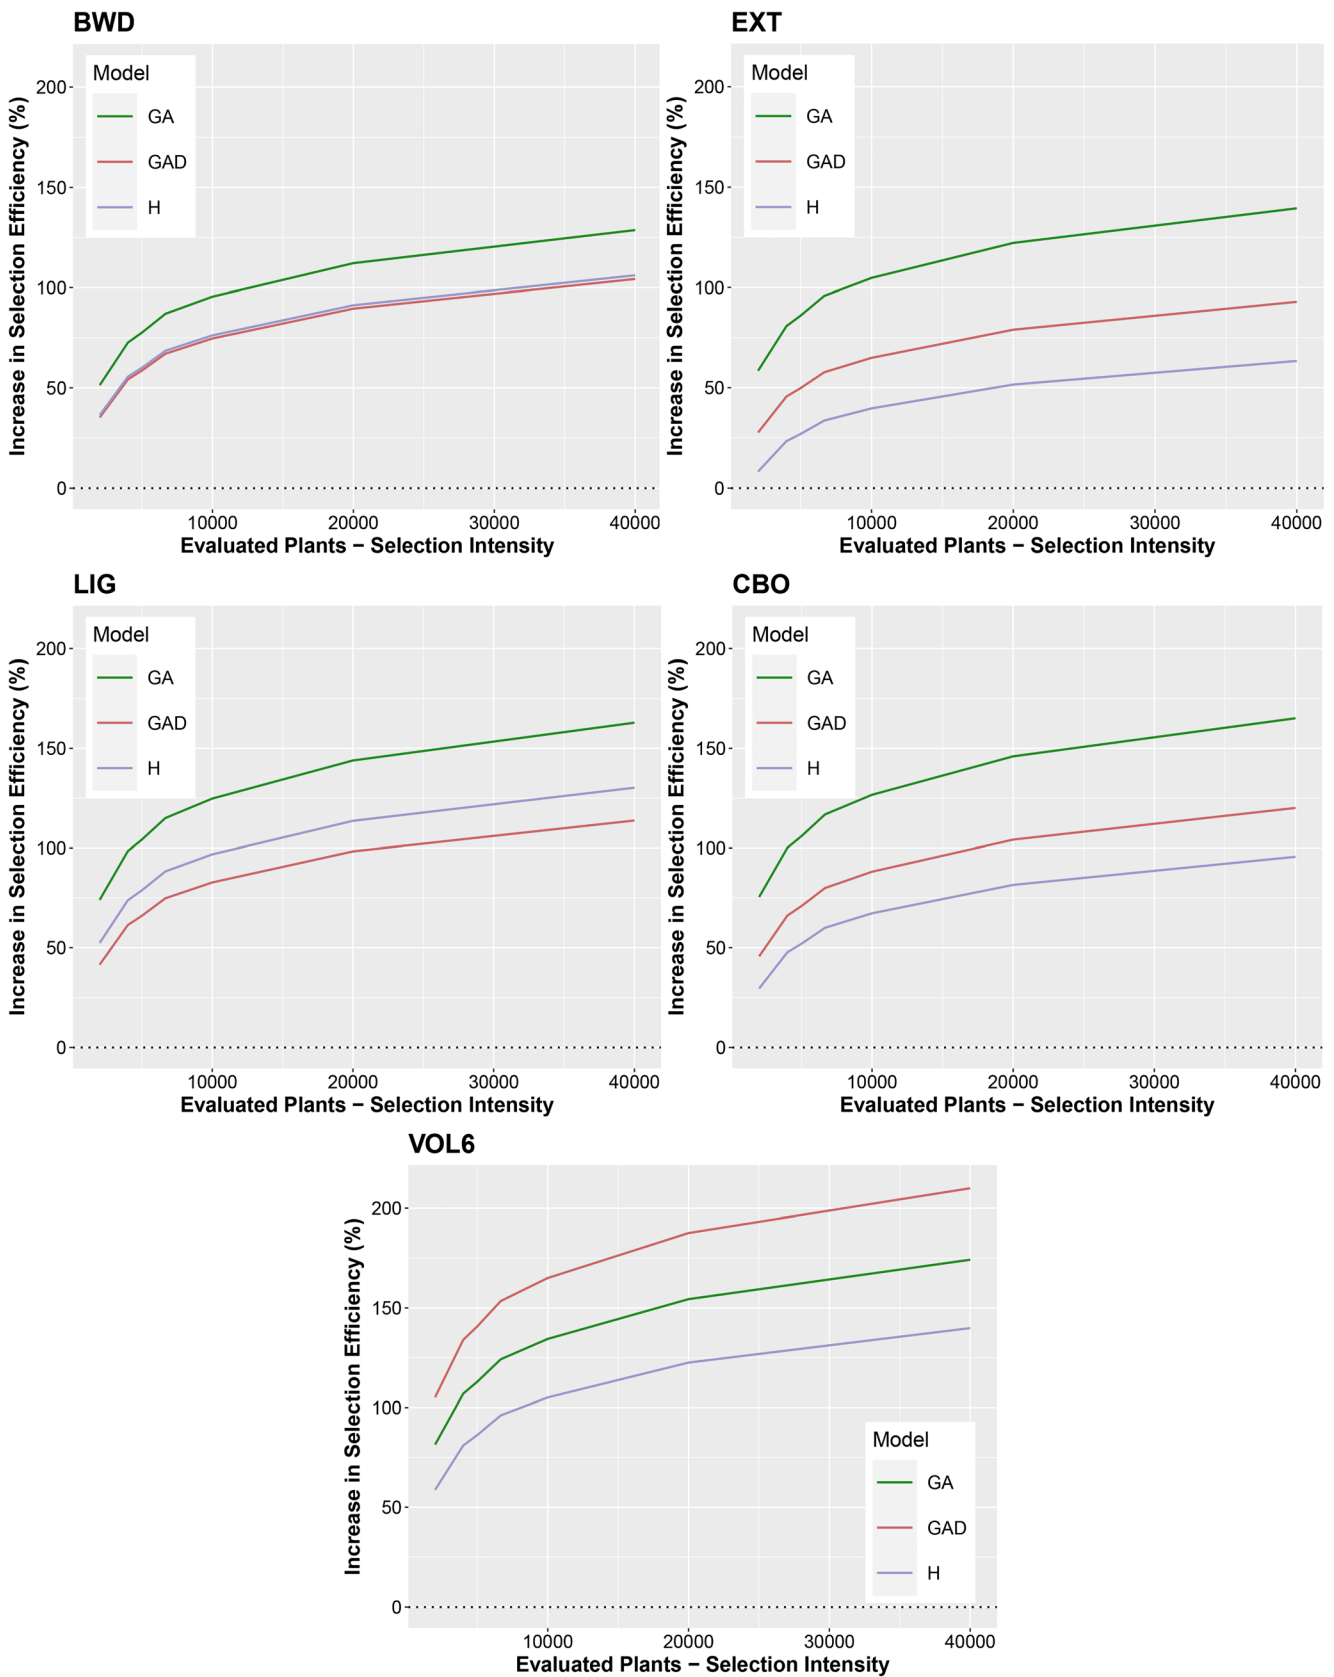 BWD
Increase in Selection Efficiency (%)
200
150
100
50
0
Model
GA
GAD
H
10000 20000 30000 40000
Evaluated Plants − Selection Intensity
EXT
Increase in Selection Efficiency (%)
200
150
100
50
0
Model
GA
GAD
H
10000 20000 30000 40000
Evaluated Plants − Selection Intensity
LIG
Increase in Selection Efficiency (%)
200
150
100
50
0
Model
GA
GAD
H
10000 20000 30000 40000
Evaluated Plants − Selection Intensity
CBO
Increase in Selection Efficiency (%)
200
150
100
50
0
Model
GA
GAD
H
10000 20000 30000 40000
Evaluated Plants − Selection Intensity
VOL6
Increase in Selection Efficiency (%)
200
150
100
50
0
Model
GA
GAD
H
10000 20000 30000 40000
Evaluated Plants − Selection Intensity